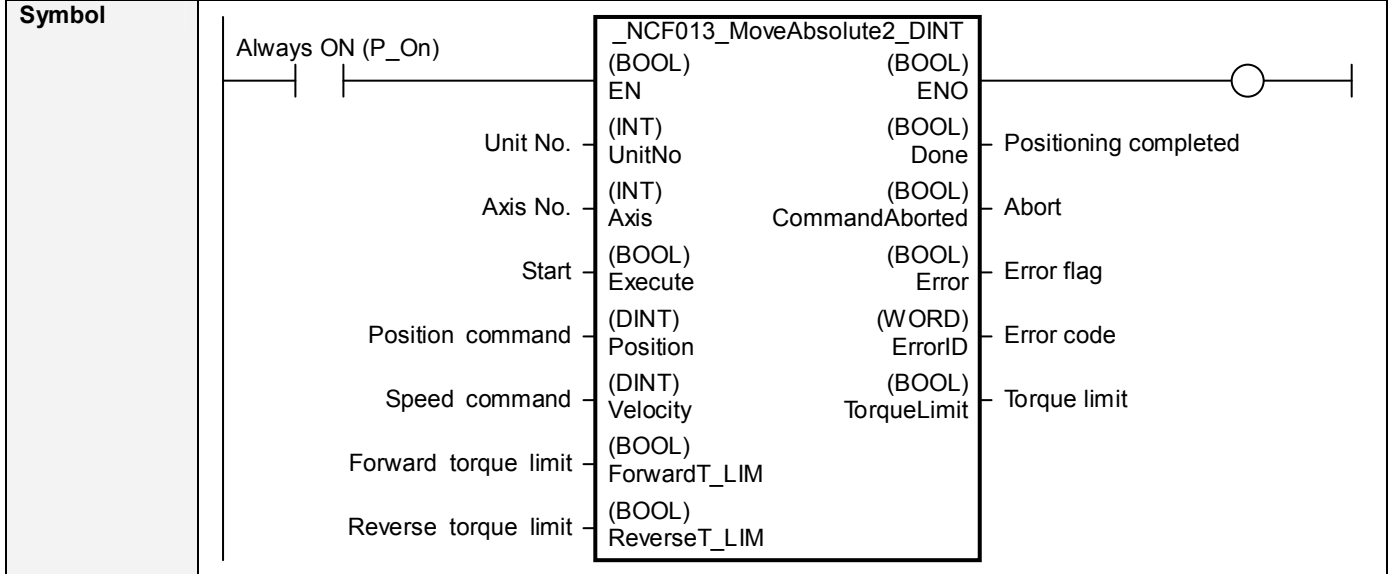 Symbol
Always ON (P_On)
_NCF013_MoveAbsolute2_DINT
(BOOL) (BOOL)
EN ENO
Unit No. (INT) (BOOL) Positioning completed
UnitNo Done
Axis No. (INT) (BOOL) Abort
Axis CommandAborted
Start (BOOL) (BOOL) Error flag
Execute Error
Position command (DINT) (WORD) Error code
Position ErrorID
Speed command (DINT) (BOOL) Torque limit
Velocity TorqueLimit
Forward torque limit (BOOL)
ForwardT_LIM
Reverse torque limit (BOOL)
ReverseT_LIM